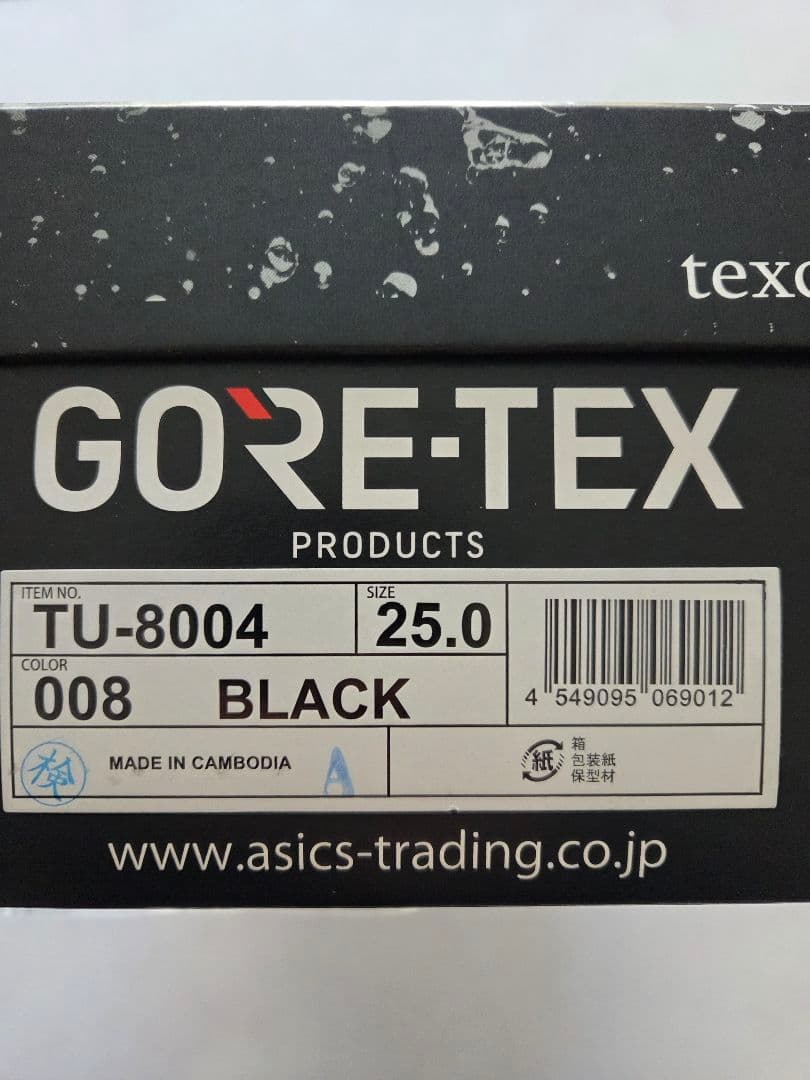 texc
GORE-TEX
PRODUCTS
ITEM NO.
TU-8004
SIZE
25.0
COLOR
008 BLACK
4 549095 069012
MADE IN CAMBODIA
A
紙
箱
包装紙
保型材
www.asics-trading.co.jp